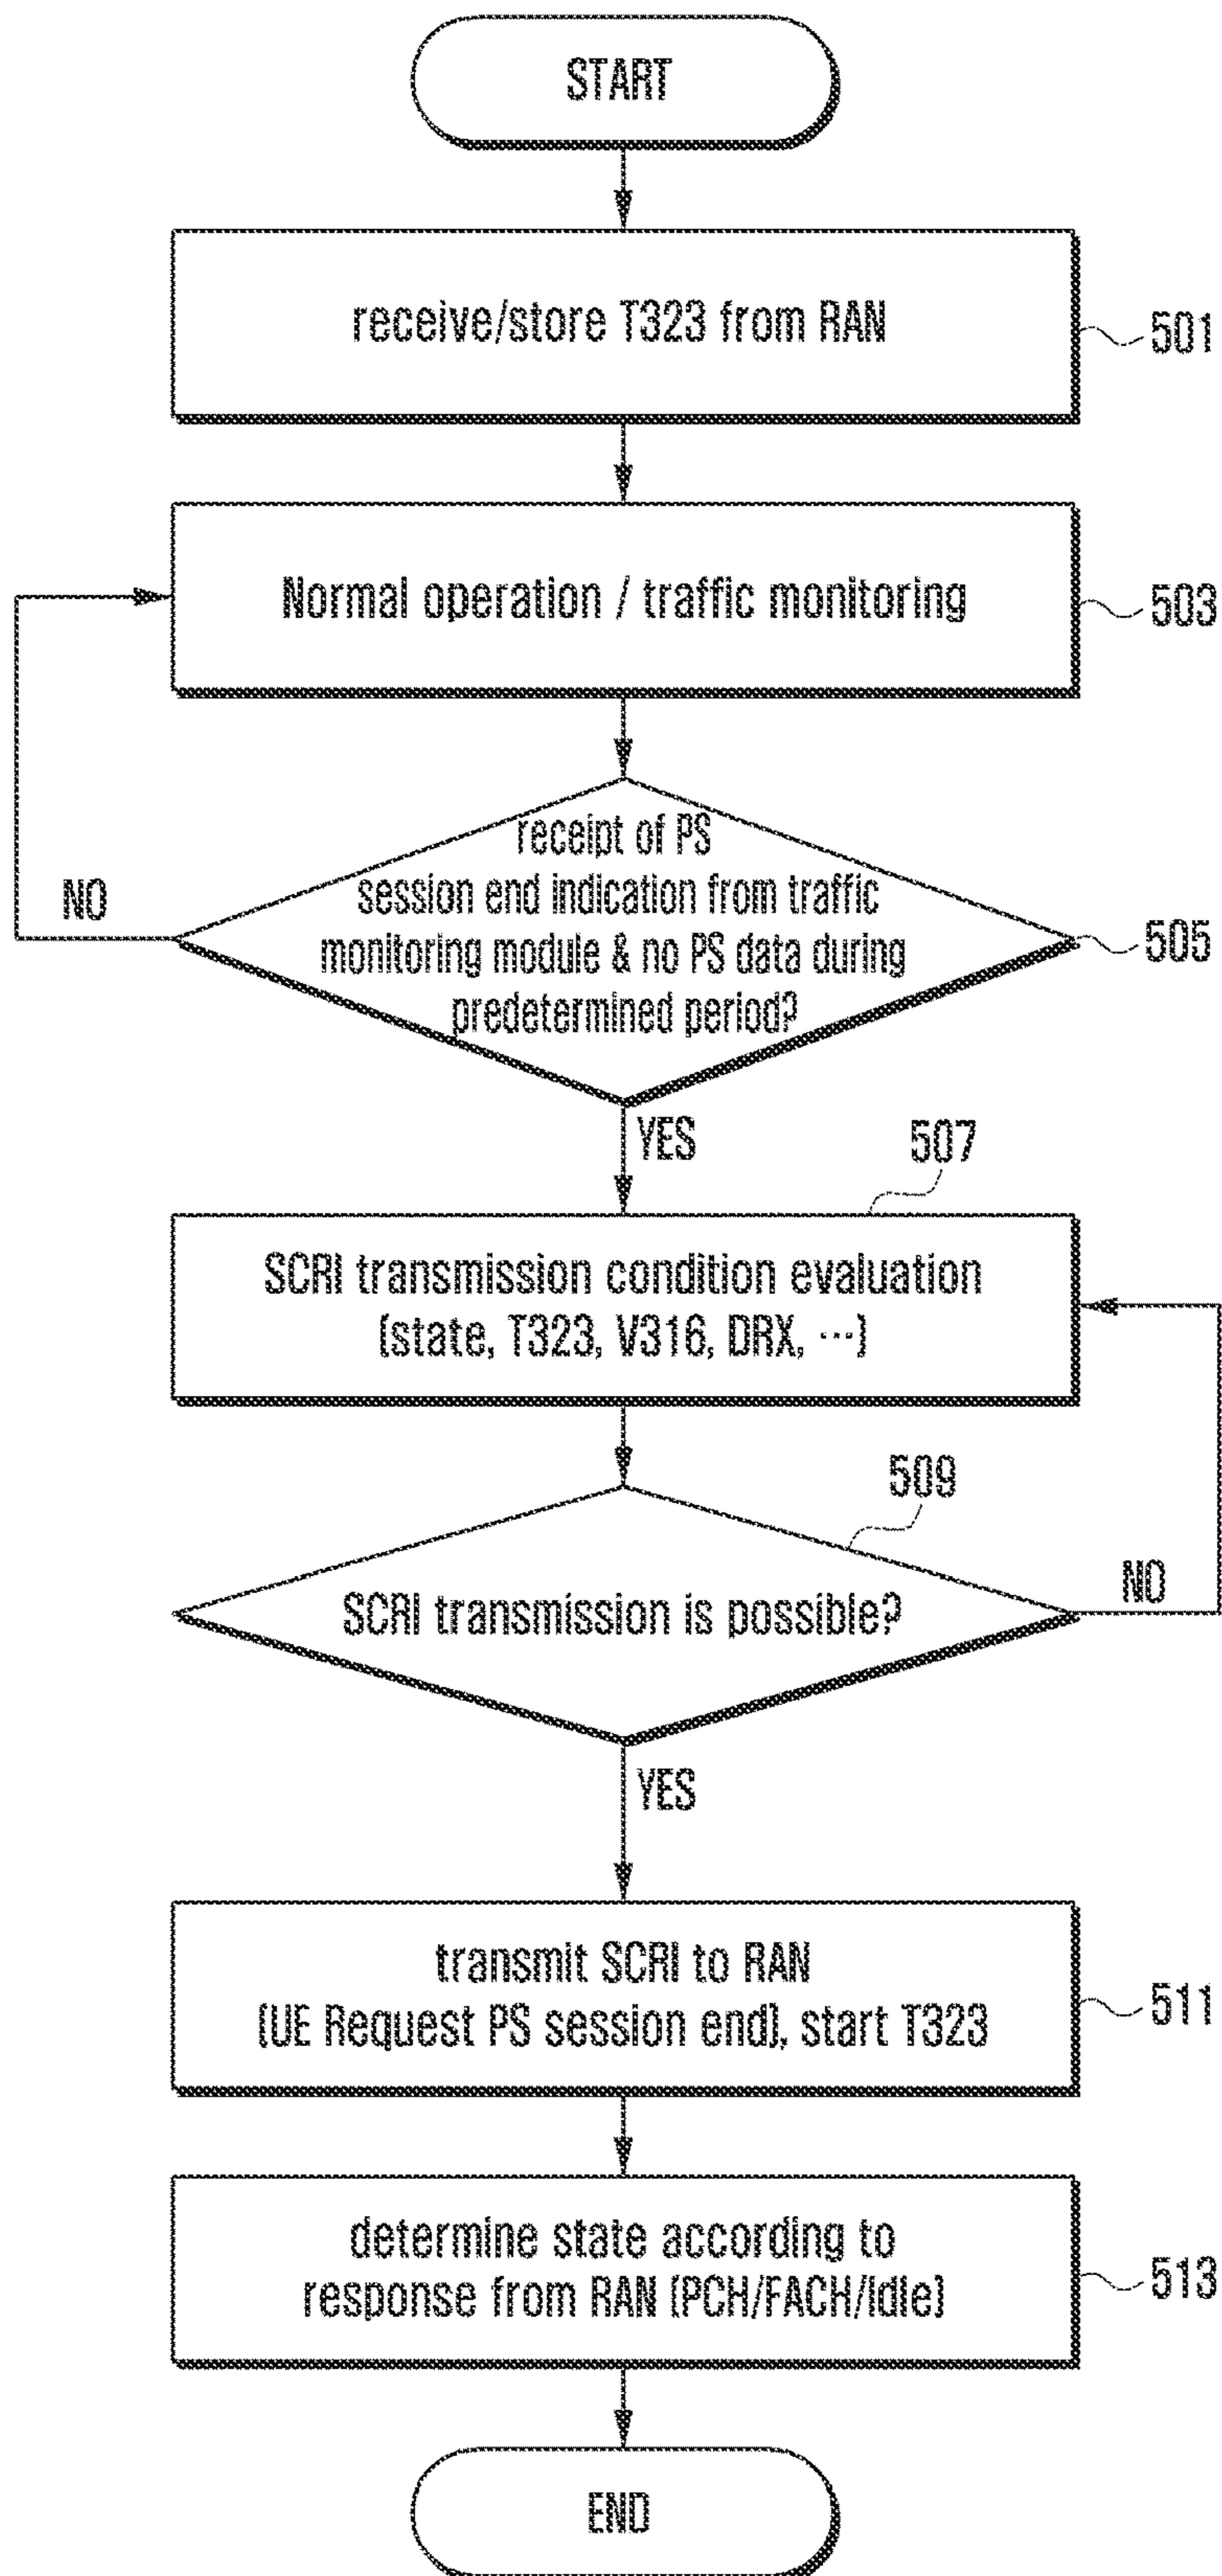 START
receive/store T323 from RAN
501
Normal operation / traffic monitoring
503
NO
receipt of PS
session end indication from traffic
monitoring module & no PS data during
predetermined period?
505
YES
507
SCRI transmission condition evaluation
(state, T323, V316, DRX, ···)
509
SCRI transmission is possible?
NO
YES
transmit SCRI to RAN
(UE Request PS session end), start T323
511
determine state according to
response from RAN (PCH/FACH/Idle)
513
END